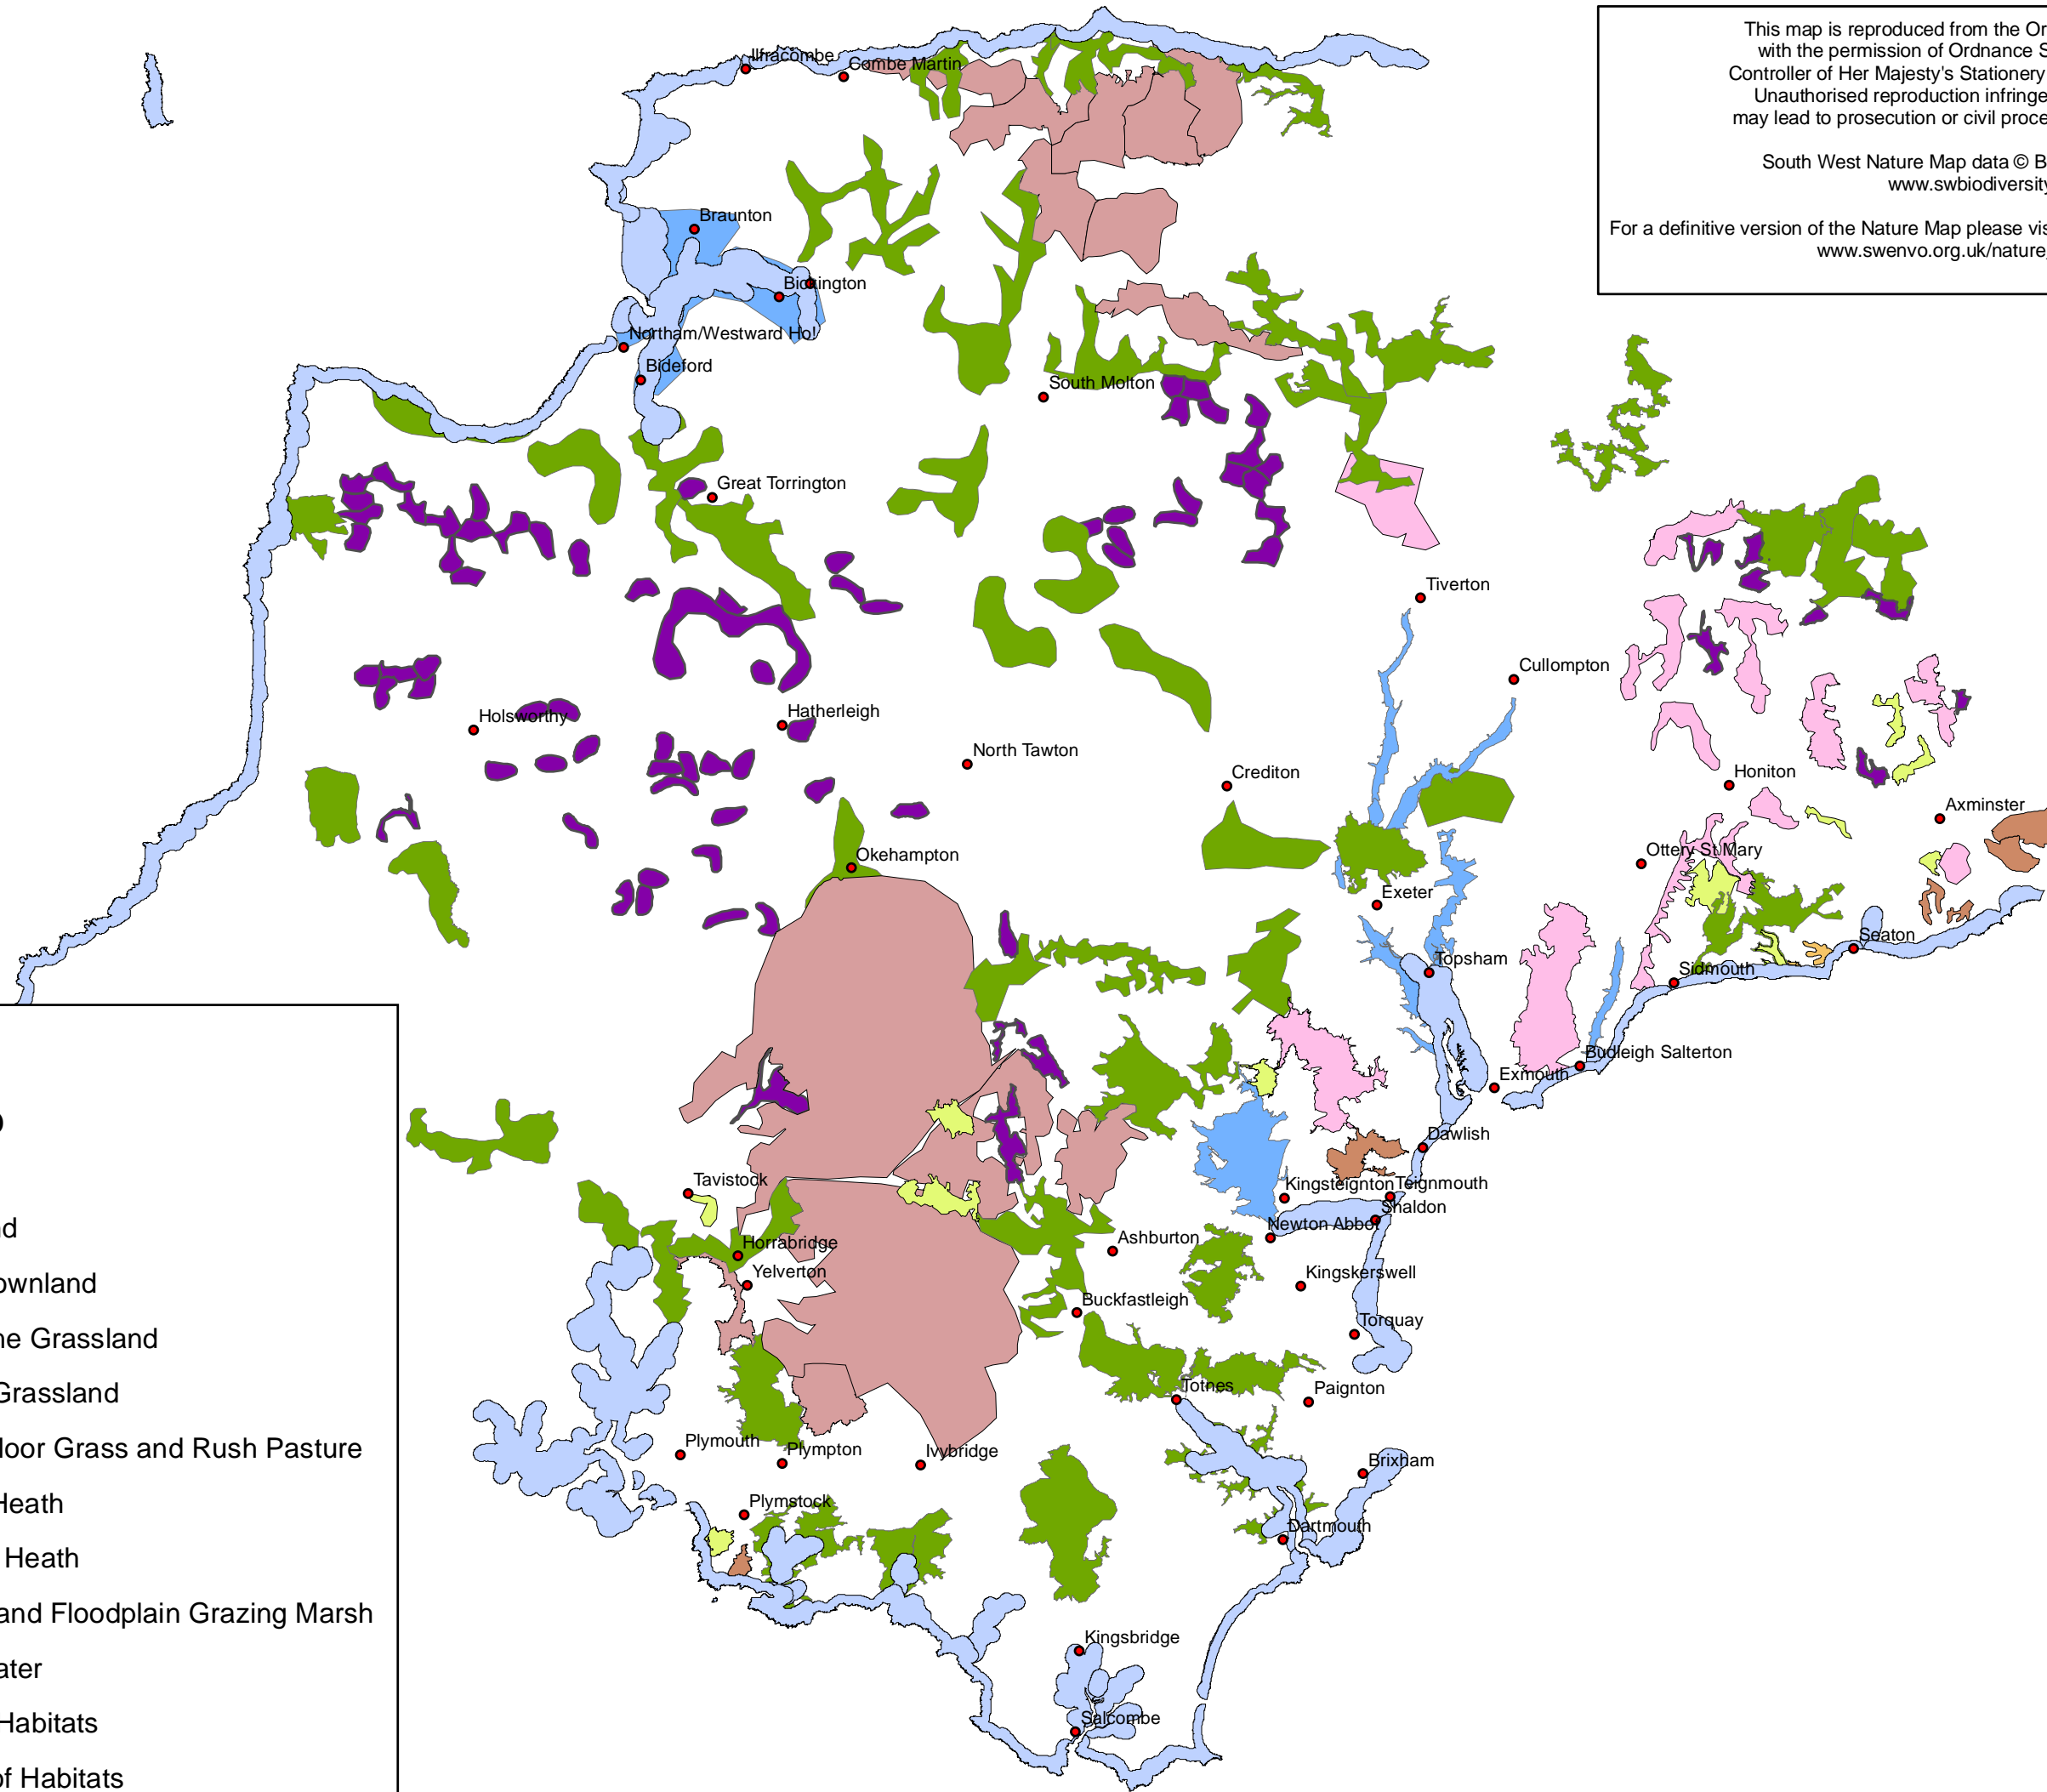 This map is reproduced from the Or
with the permission of Ordnance S
Controller of Her Majesty's Stationery
Unauthorised reproduction infringe
may lead to prosecution or civil proce
South West Nature Map data © B
www.swbiodiversity
For a definitive version of the Nature Map please vis
www.swenvo.org.uk/nature
Ilfracombe
Combe Martin
Braunton
Bickington
Northam/Westward Ho!
Bideford
South Molton
Great Torrington
Tiverton
Cullompton
Holsworthy
Hatherleigh
North Tawton
Crediton
Honiton
Axminster
Okehampton
Ottery St Mary
Exeter
Seaton
Topsham
Sidmouth
Budleigh Salterton
Exmouth
Dawlish
Tavistock
Kingsteignton
Teignmouth
Shaldon
Newton Abbot
Ashburton
Horrabridge
Yelverton
Kingskerswell
Buckfastleigh
Torquay
Totnes
Paignton
Plymouth
Plympton
Ivybridge
Brixham
Plymstock
Dartmouth
Kingsbridge
Salcombe
nd
ownland
ne Grassland
Grassland
loor Grass and Rush Pasture
Heath
Heath
and Floodplain Grazing Marsh
ater
Habitats
of Habitats